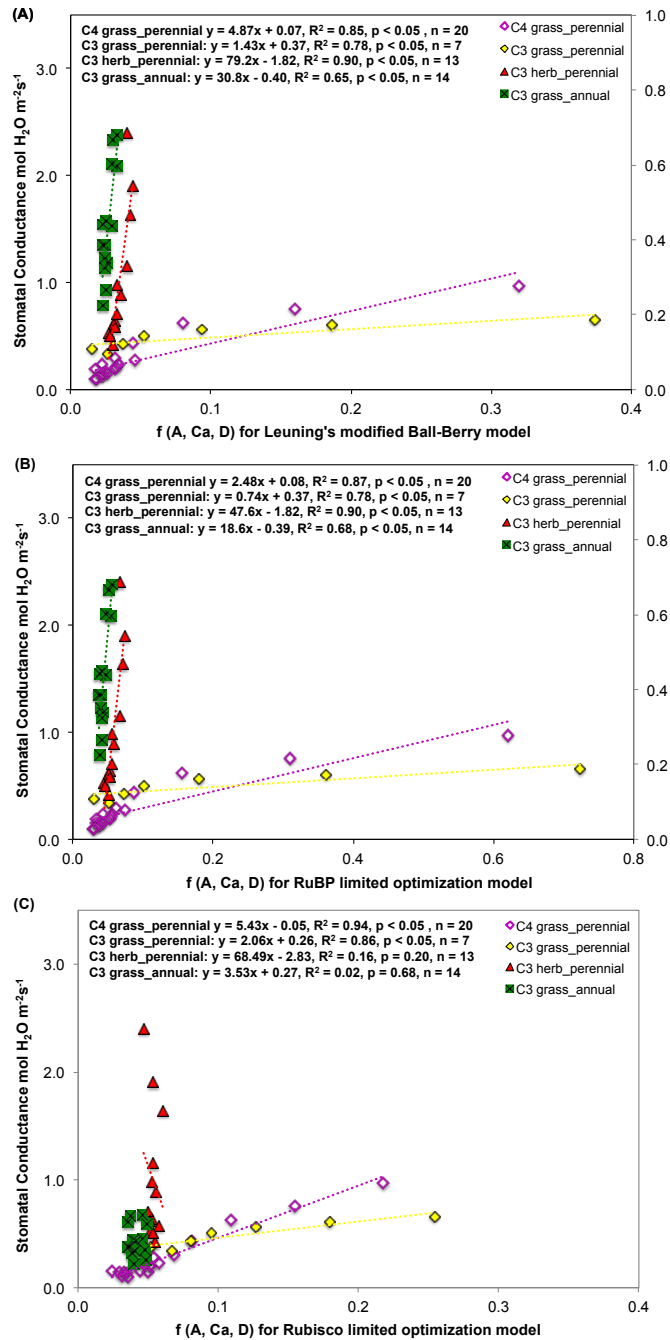 (A)
C4 grass_perennial y = 4.87x + 0.07, R² = 0.85, p < 0.05 , n = 20
C3 grass_perennial: y = 1.43x + 0.37, R² = 0.78, p < 0.05, n = 7
C3 herb_perennial: y = 79.2x - 1.82, R² = 0.90, p < 0.05, n = 13
C3 grass_annual: y = 30.8x - 0.40, R² = 0.65, p < 0.05, n = 14
C4 grass_perennial
C3 grass_perennial
C3 herb_perennial
C3 grass_annual
Stomatal Conductance mol H₂O m⁻²s⁻¹
3.0
2.0
1.0
0.0
1.0
0.8
0.6
0.4
0.2
0.0
0.0 0.1 0.2 0.3 0.4
f (A, Ca, D) for Leuning's modified Ball-Berry model
(B)
C4 grass_perennial y = 2.48x + 0.08, R² = 0.87, p < 0.05 , n = 20
C3 grass_perennial: y = 0.74x + 0.37, R² = 0.78, p < 0.05, n = 7
C3 herb_perennial: y = 47.6x - 1.82, R² = 0.90, p < 0.05, n = 13
C3 grass_annual: y = 18.6x - 0.39, R² = 0.68, p < 0.05, n = 14
C4 grass_perennial
C3 grass_perennial
C3 herb_perennial
C3 grass_annual
Stomatal Conductance mol H₂O m⁻²s⁻¹
3.0
2.0
1.0
0.0
1.0
0.8
0.6
0.4
0.2
0.0
0.0 0.2 0.4 0.6 0.8
f (A, Ca, D) for RuBP limited optimization model
(C)
C4 grass_perennial y = 5.43x - 0.05, R² = 0.94, p < 0.05 , n = 20
C3 grass_perennial: y = 2.06x + 0.26, R² = 0.86, p < 0.05, n = 7
C3 herb_perennial: y = 68.49x - 2.83, R² = 0.16, p = 0.20, n = 13
C3 grass_annual: y = 3.53x + 0.27, R² = 0.02, p = 0.68, n = 14
C4 grass_perennial
C3 grass_perennial
C3 herb_perennial
C3 grass_annual
Stomatal Conductance mol H₂O m⁻²s⁻¹
3.0
2.0
1.0
0.0
0.0 0.1 0.2 0.3 0.4
f (A, Ca, D) for Rubisco limited optimization model